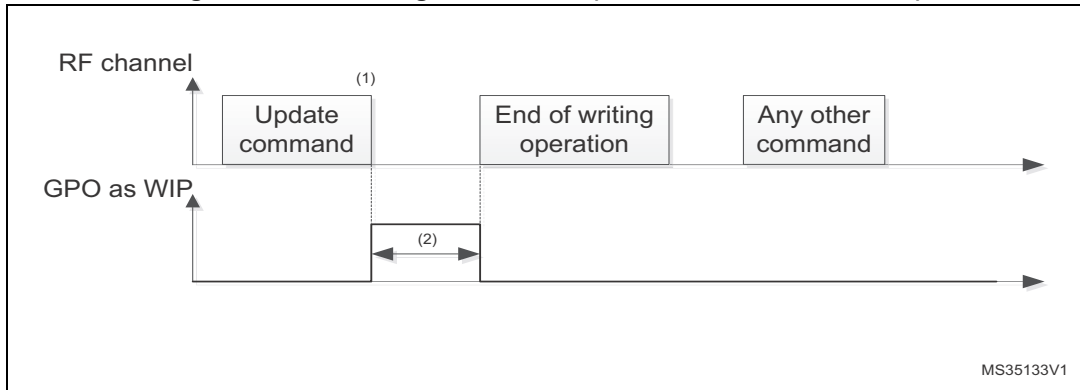 RF channel
(1)
Update
command
End of writing
operation
Any other
command
GPO as WIP
(2)
MS35133V1